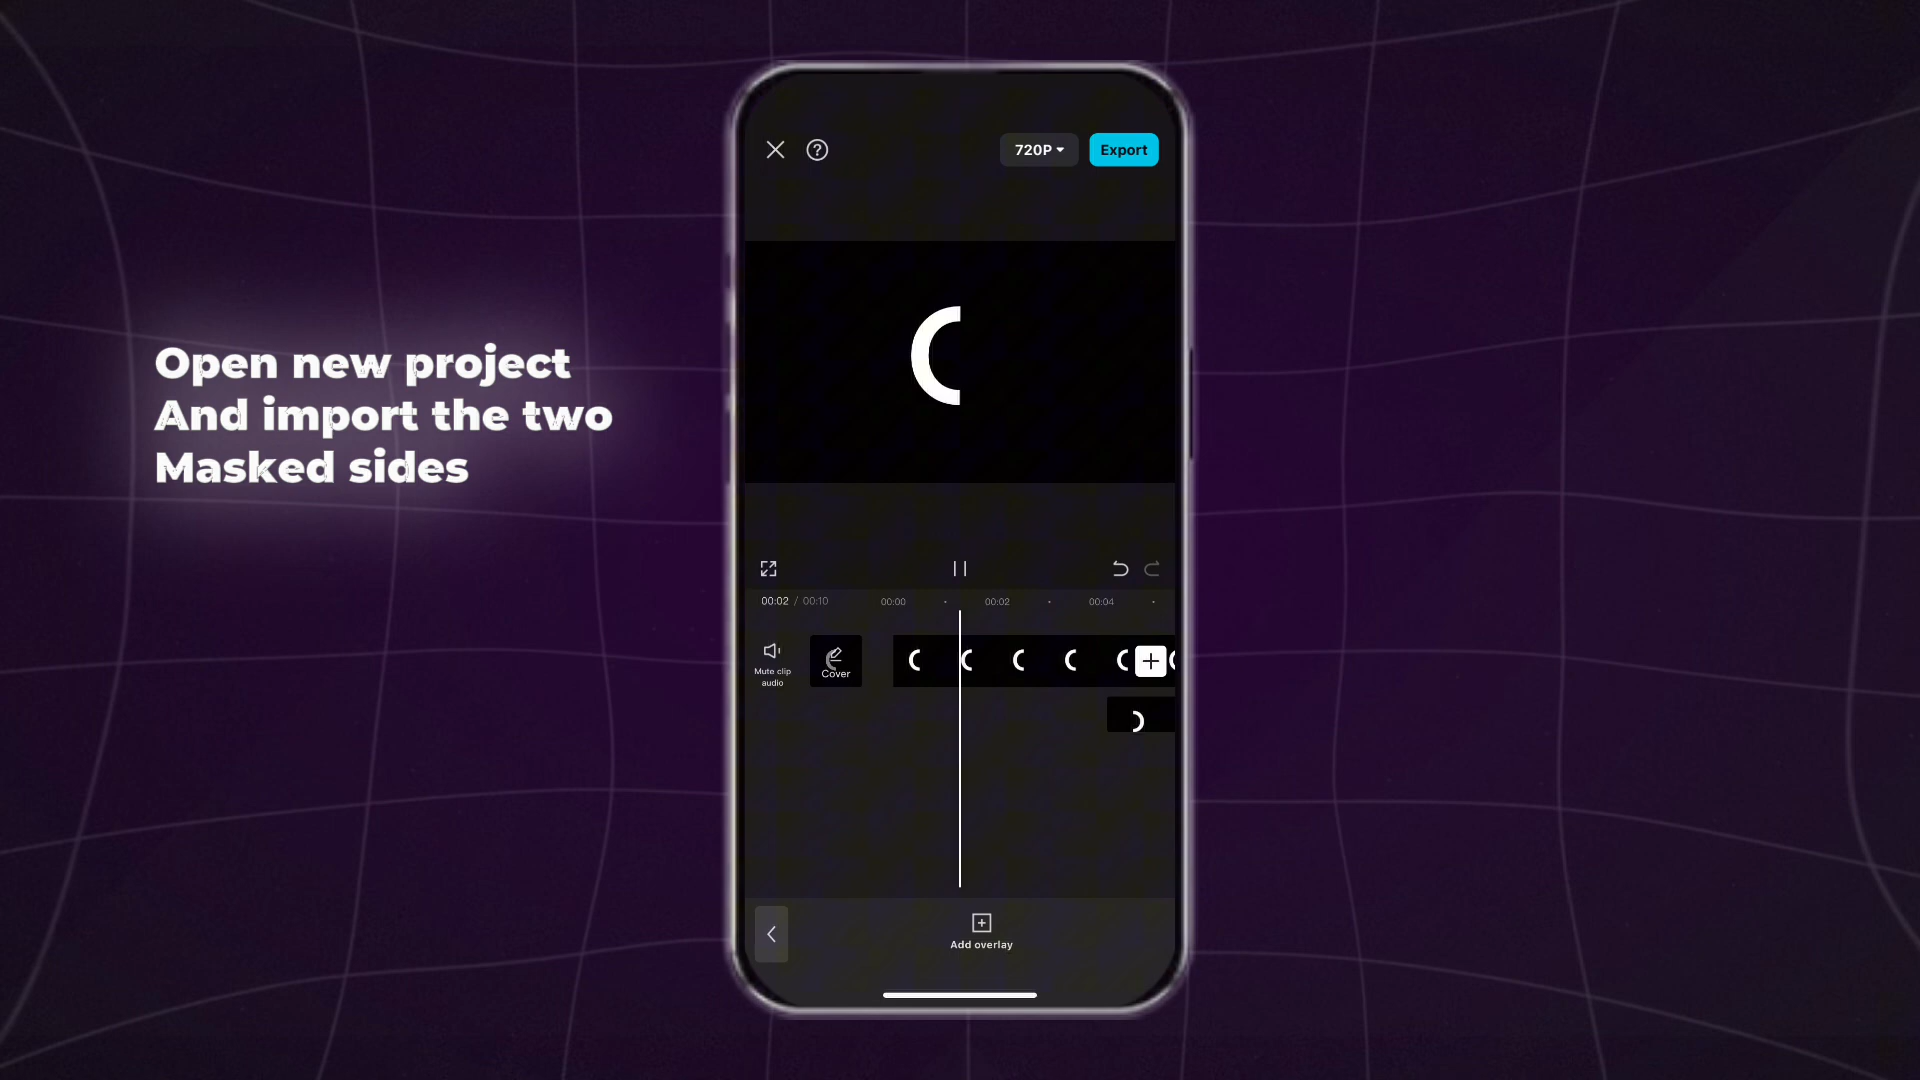 Open new project
And import the two
Masked sides
720P
Export
00:02 / 00:10
00:00
00:02
00:04
Mute clip
audio
Cover
Add overlay